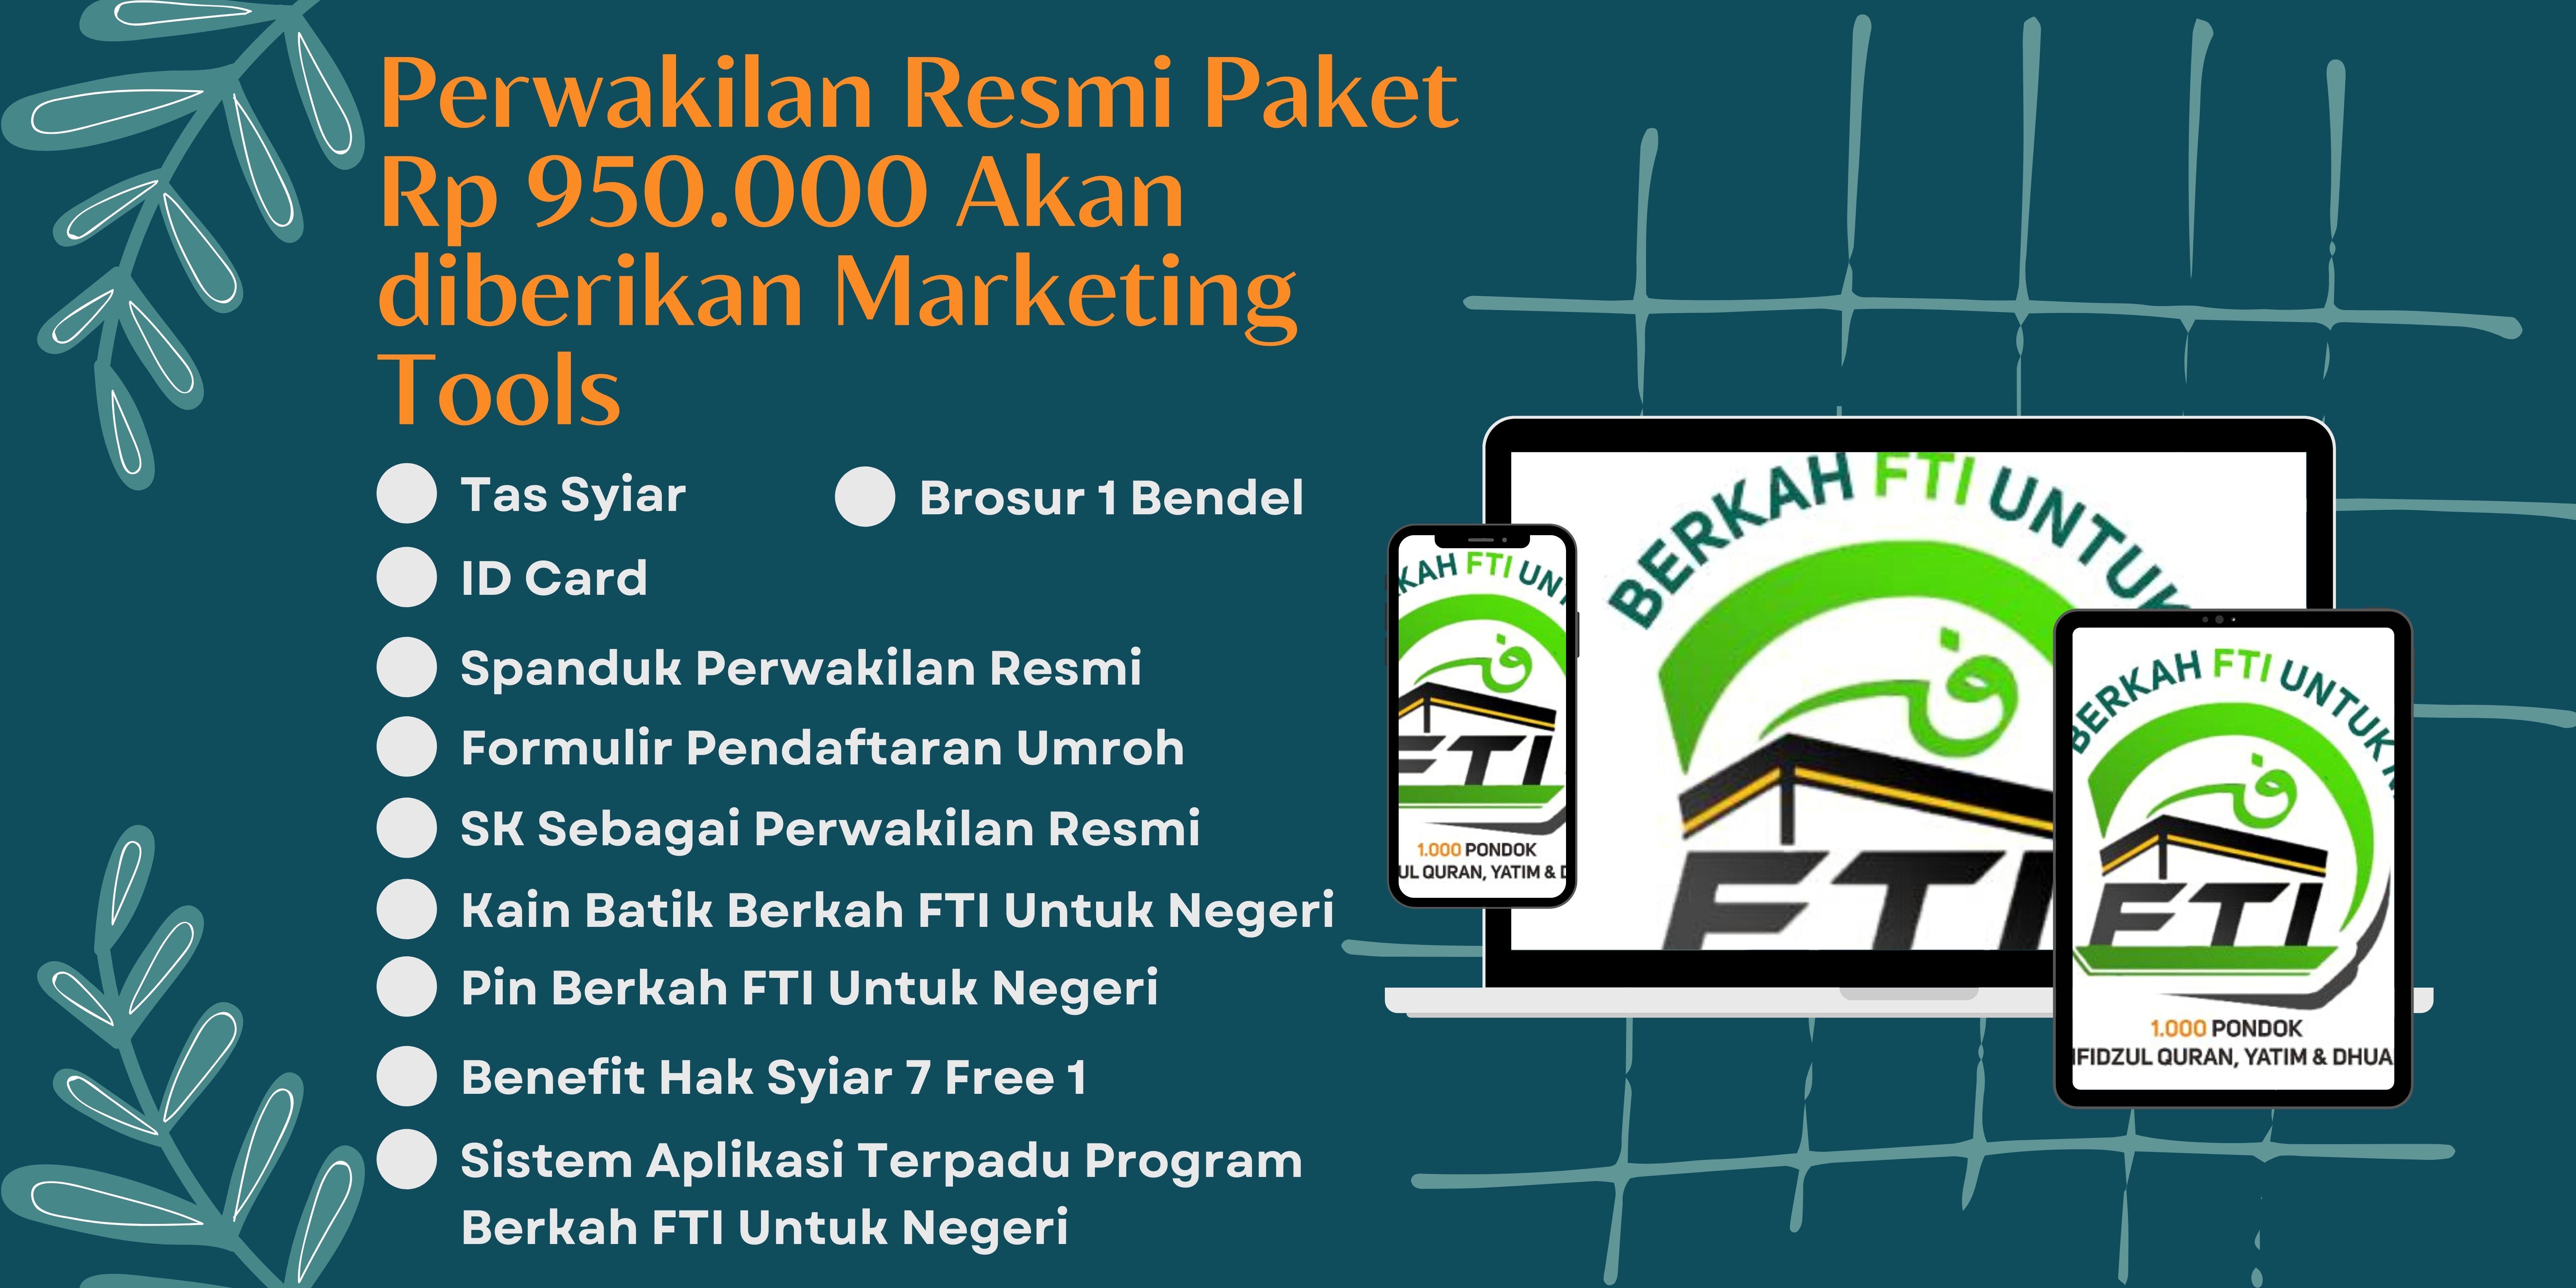 Perwakilan Resmi Paket
Rp 950.000 Akan
diberikan Marketing
Tools
Tas Syiar
Brosur 1 Bendel
ID Card
Spanduk Perwakilan Resmi
Formulir Pendaftaran Umroh
SK Sebagai Perwakilan Resmi
Kain Batik Berkah FTI Untuk Negeri
Pin Berkah FTI Untuk Negeri
Benefit Hak Syiar 7 Free 1
Sistem Aplikasi Terpadu Program
Berkah FTI Untuk Negeri
KAH FTI UN
ف
FTI
1.000 PONDOK
UL QURAN, YATIM & D
BERKAH FTI UNTUK
ف
FTI
BERKAH FTI UNTUK
ف
FTI
1.000 PONDOK
IFIDZUL QURAN, YATIM & DHUA